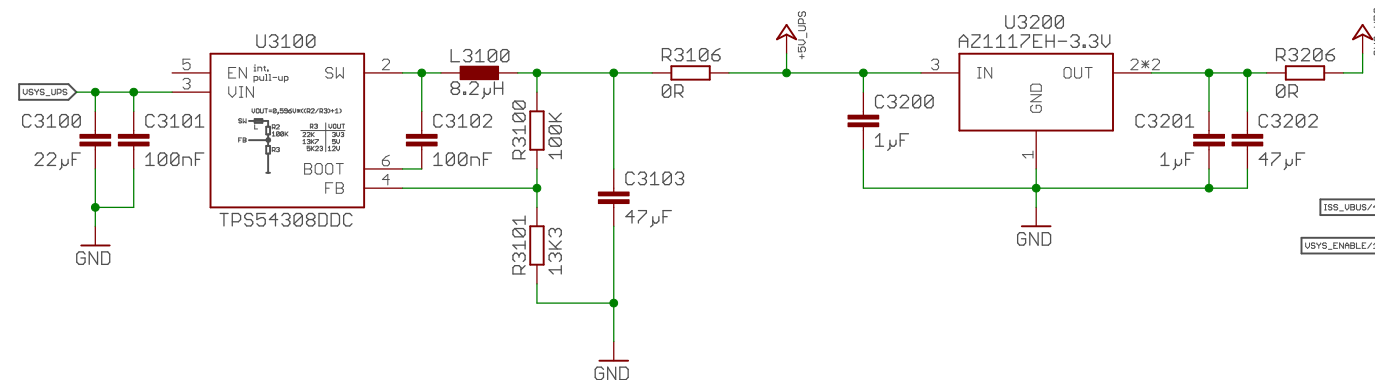 U3100
5
EN int.
pull-up
SW
2
3
VIN
VSYS_UPS
VOUT=0,596V*((R2/R3)+1)
SW
L
R2
100K
FB
R3
R3 VOUT
22K 3V3
13K7 5V
5K23 12V
BOOT
6
FB
4
TPS54308DDC
C3100
22µF
C3101
100nF
GND
C3102
100nF
L3100
8.2µH
R3100
100K
R3101
13K3
C3103
47µF
GND
R3106
0R
+5V_UPS
C3200
1µF
U3200
AZ1117EH-3.3V
3
IN
OUT
2*2
GND
1
GND
C3201
1µF
C3202
47µF
R3206
0R
ISS_VBUS/
VSYS_ENABLE/